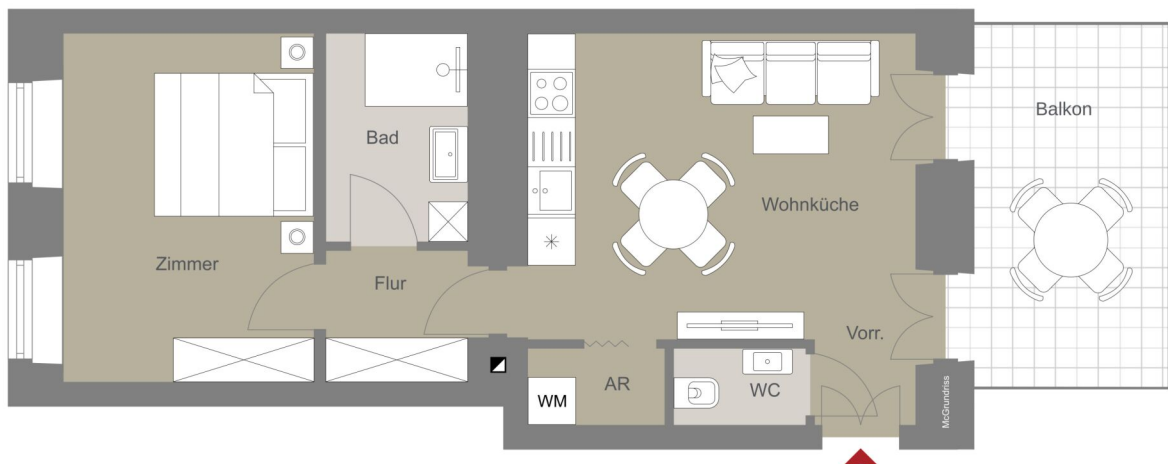 Balkon
Bad
Wohnküche
Zimmer
Flur
Vorr.
AR
WC
WM
McGrundriss